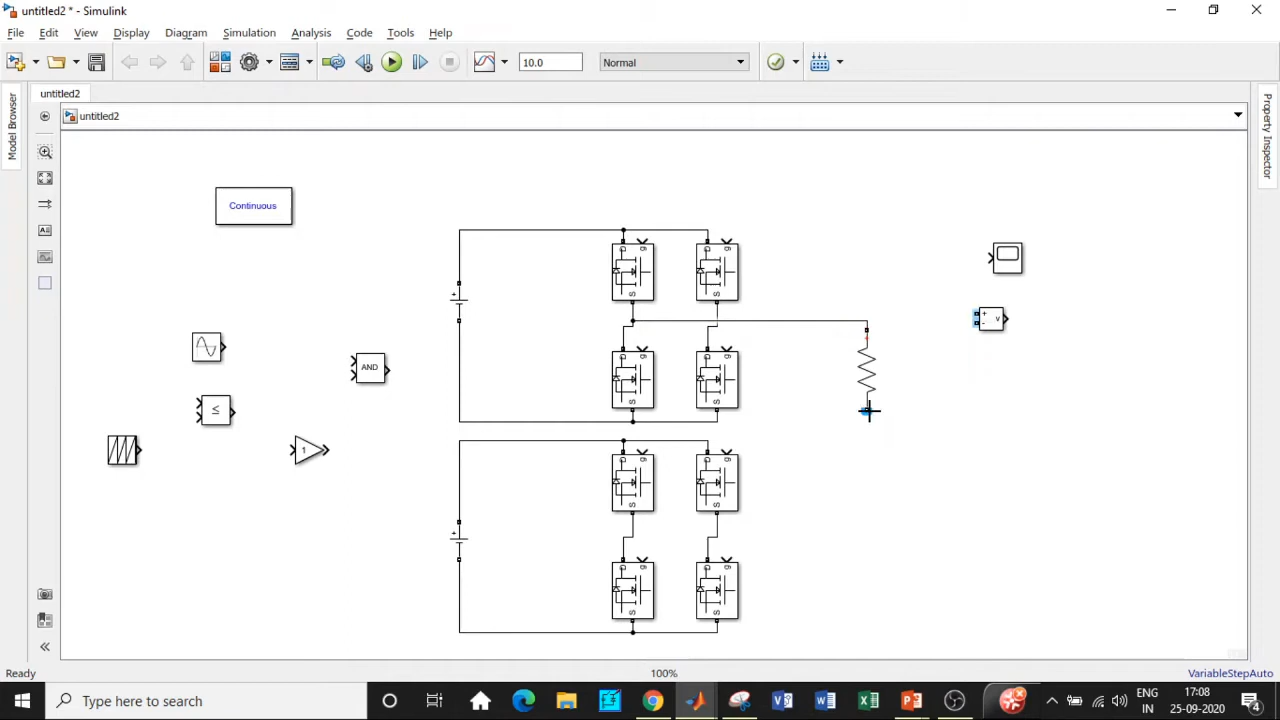 untitled2 * - Simulink
File Edit View Display Diagram Simulation Analysis Code Tools Help
10.0 Normal
untitled2
untitled2
Model Browser
Property Inspector
Continuous
g g
D D
S S
+
+
- v
g g
D D
AND
S S
≤
1
g g
D D
S S
+
g g
D D
S S
Ready 100% VariableStepAuto
Type here to search
ENG
IN
17:08
25-09-2020
4